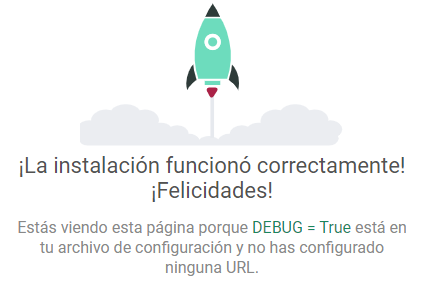 ¡La instalación funcionó correctamente!
¡Felicidades!
Estás viendo esta página porque DEBUG = True está en
tu archivo de configuración y no has configurado
ninguna URL.